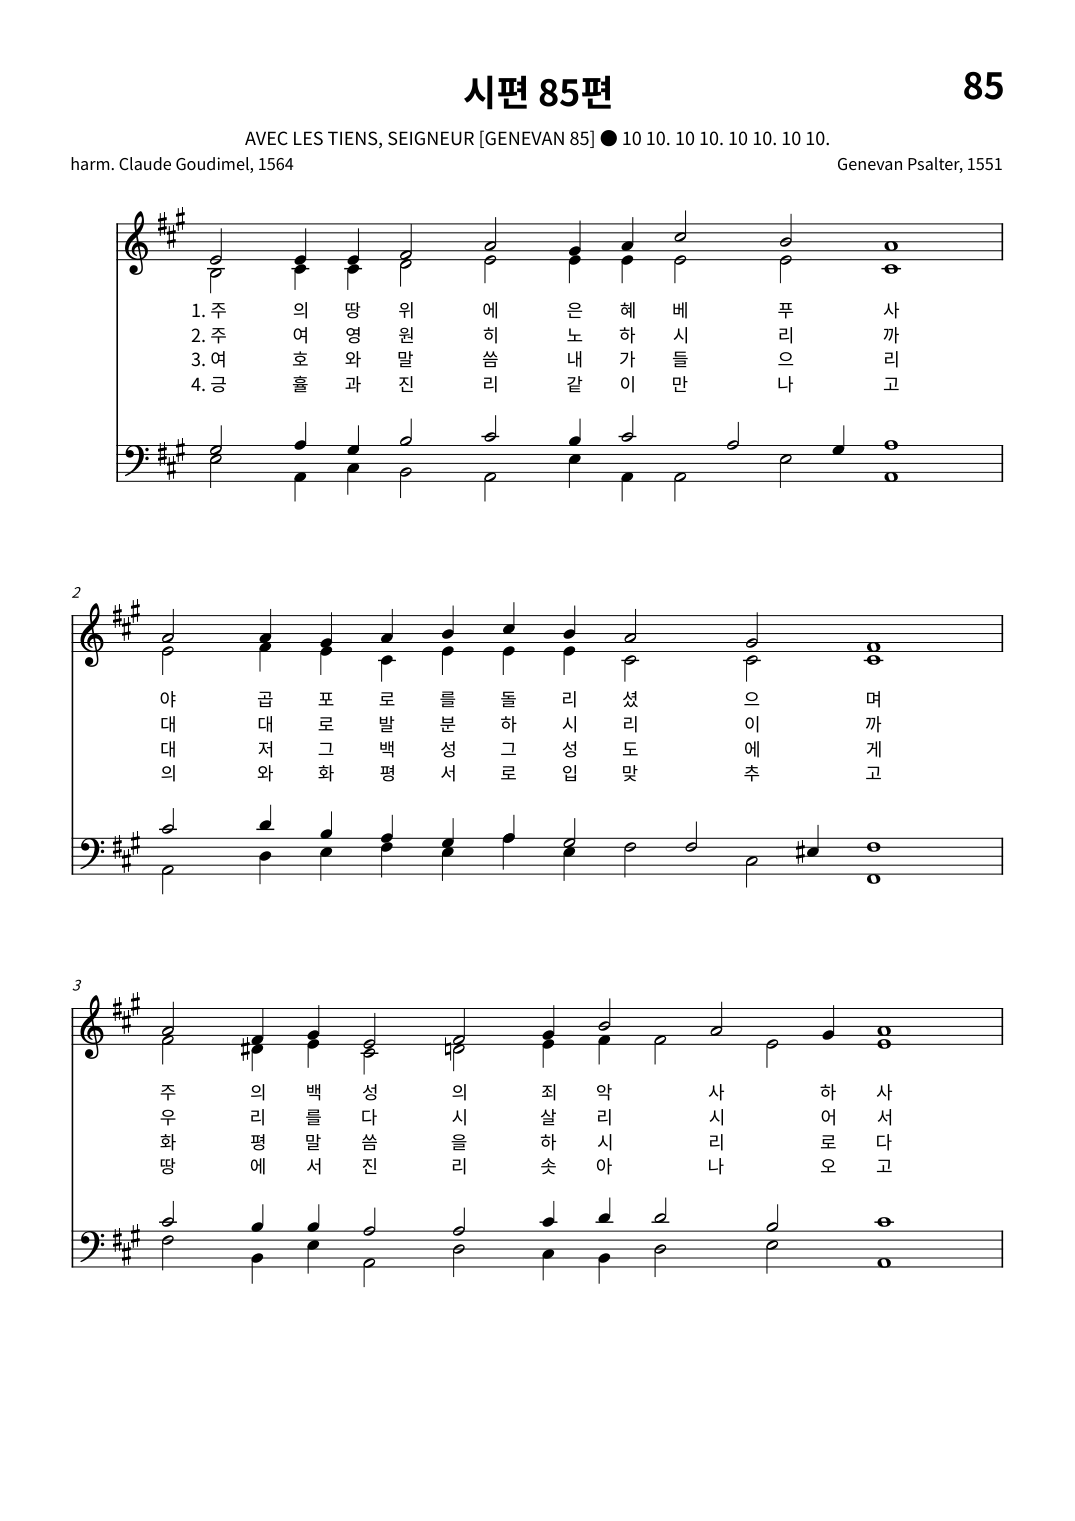 시편 85편
85
AVEC LES TIENS, SEIGNEUR [GENEVAN 85] ● 10 10. 10 10. 10 10. 10 10.
harm. Claude Goudimel, 1564
Genevan Psalter, 1551
1. 주 의 땅 위 에 은 혜 베 푸 사
2. 주 여 영 원 히 노 하 시 리 까
3. 여 호 와 말 씀 내 가 들 으 리
4. 긍 휼 과 진 리 같 이 만 나 고
2
야 곱 포 로 를 돌 리 셨 으 며
대 대 로 발 분 하 시 리 이 까
대 저 그 백 성 그 성 도 에 게
의 와 화 평 서 로 입 맞 추 고
3
주 의 백 성 의 죄 악 사 하 사
우 리 를 다 시 살 리 시 어 서
화 평 말 씀 을 하 시 리 로 다
땅 에 서 진 리 솟 아 나 오 고